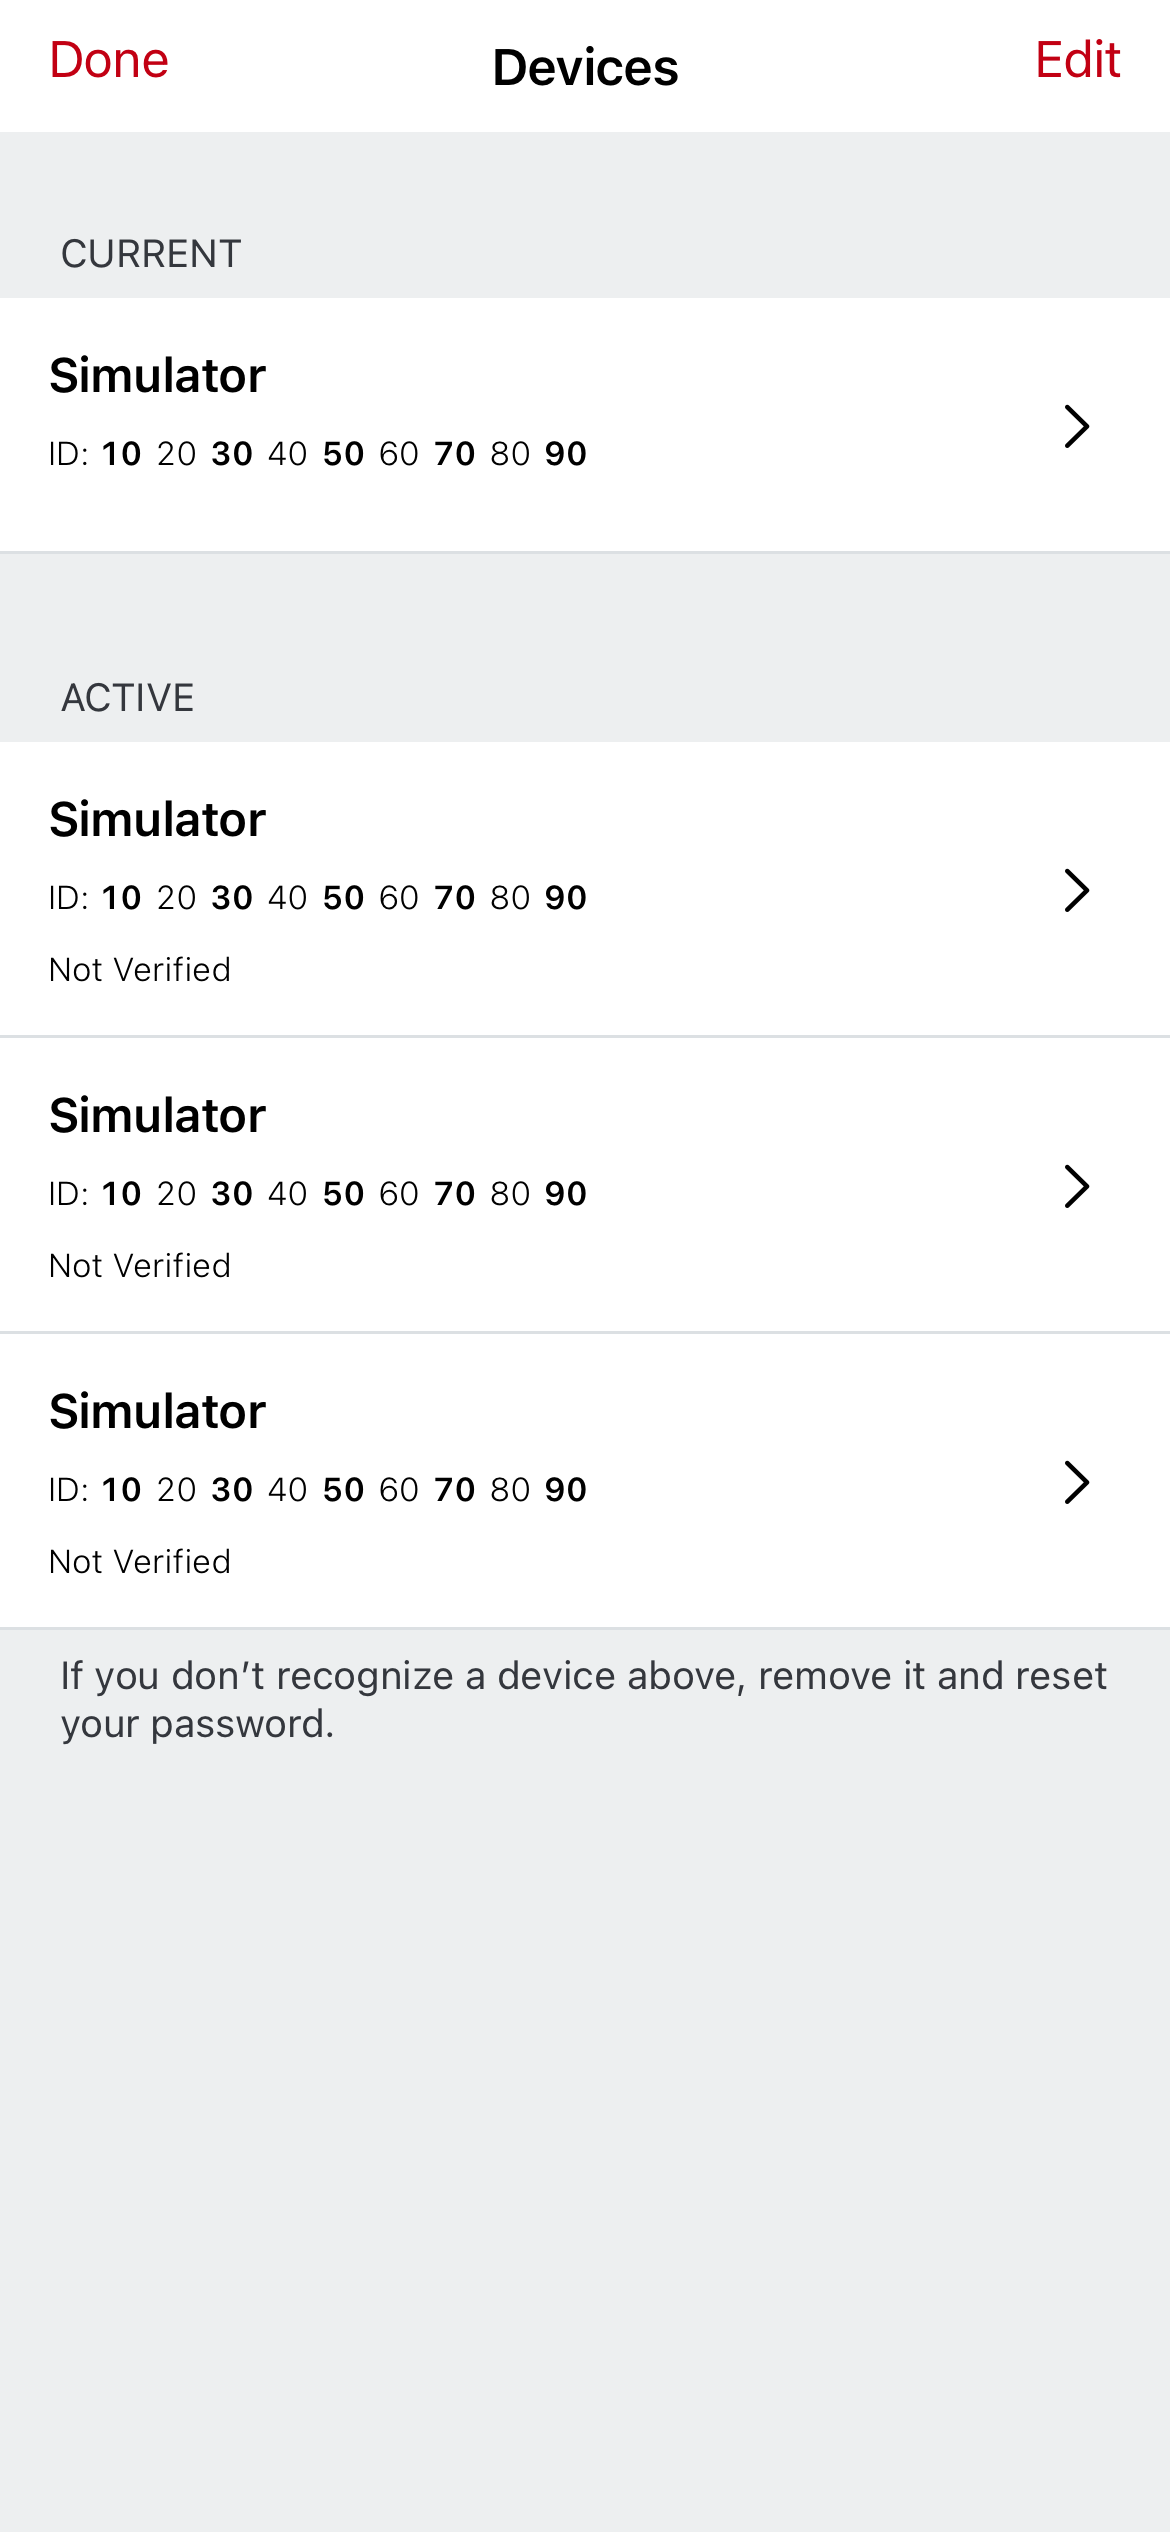 Done
Devices
Edit
CURRENT
Simulator
ID: 10 20 30 40 50 60 70 80 90
ACTIVE
Simulator
ID: 10 20 30 40 50 60 70 80 90
Not Verified
Simulator
ID: 10 20 30 40 50 60 70 80 90
Not Verified
Simulator
ID: 10 20 30 40 50 60 70 80 90
Not Verified
If you don’t recognize a device above, remove it and reset
your password.